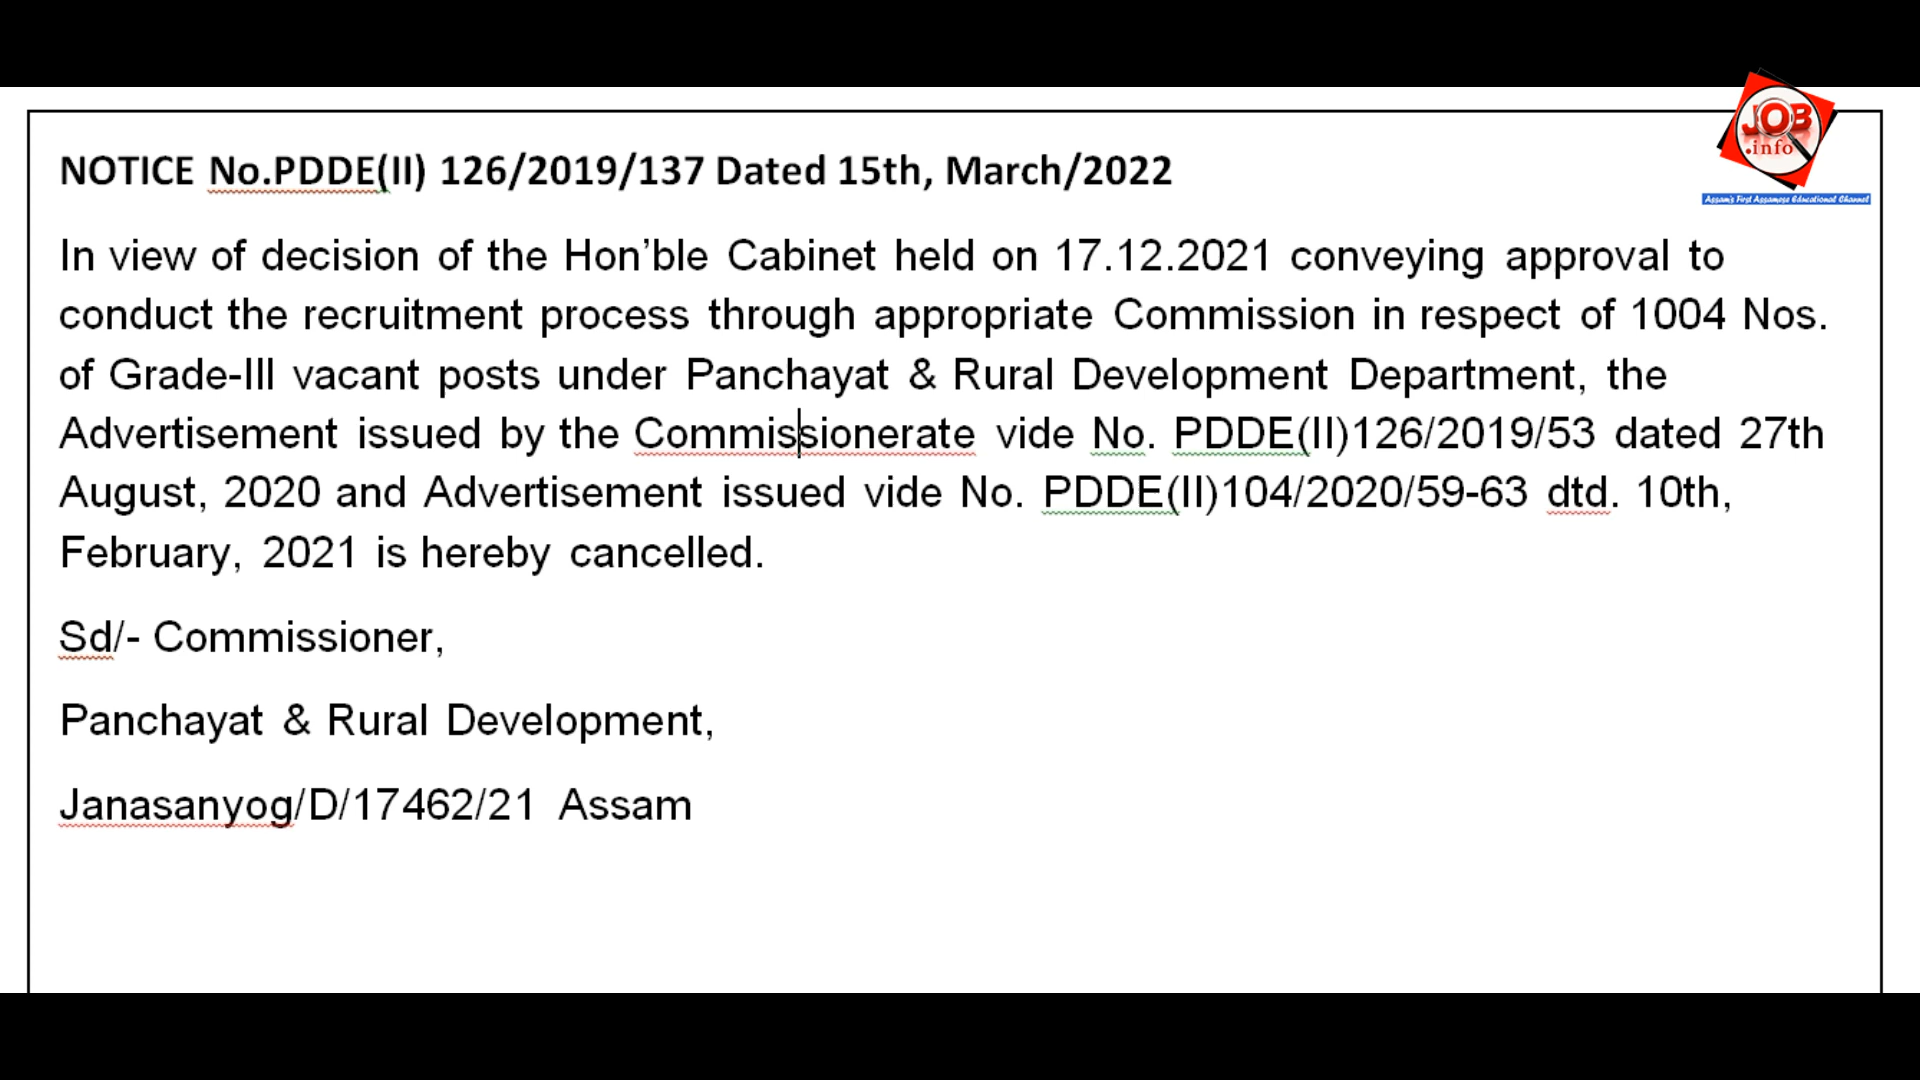 JOB
.info
Assam's First Assamese Educational Channel
NOTICE No.PDDE(II) 126/2019/137 Dated 15th, March/2022
In view of decision of the Hon’ble Cabinet held on 17.12.2021 conveying approval to
conduct the recruitment process through appropriate Commission in respect of 1004 Nos.
of Grade-III vacant posts under Panchayat & Rural Development Department, the
Advertisement issued by the Commissionerate vide No. PDDE(II)126/2019/53 dated 27th
August, 2020 and Advertisement issued vide No. PDDE(II)104/2020/59-63 dtd. 10th,
February, 2021 is hereby cancelled.
Sd/- Commissioner,
Panchayat & Rural Development,
Janasanyog/D/17462/21 Assam